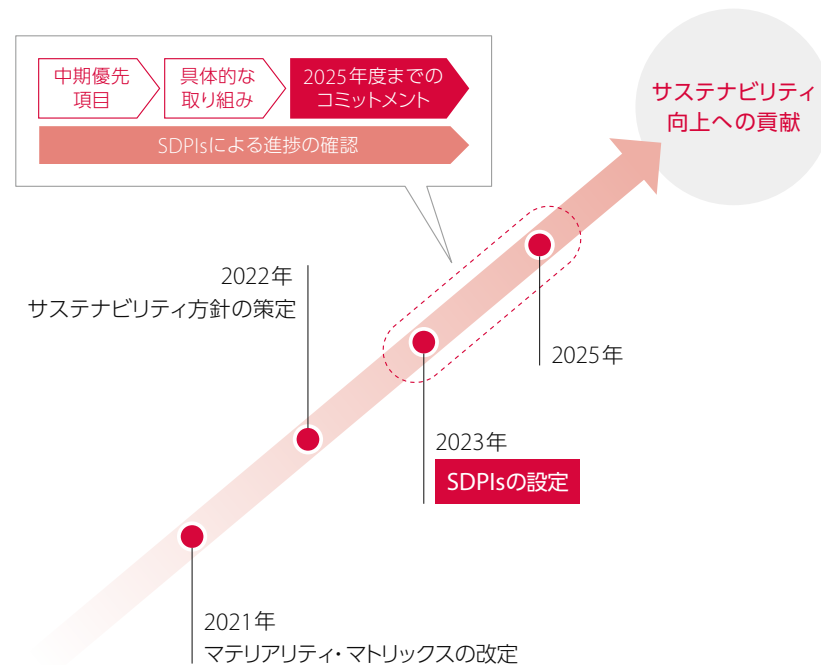 中期優先
項目
具体的な
取り組み
2025年度までの
コミットメント
SDPIsによる進捗の確認
サステナビリティ
向上への貢献
2022年
サステナビリティ方針の策定
2025年
2023年
SDPIsの設定
2021年
マテリアリティ・マトリックスの改定